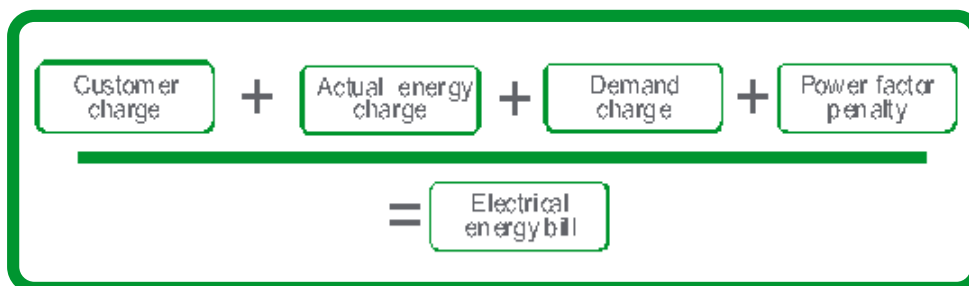 Customer charge + Actual energy charge + Demand charge + Power factor penalty
= Electrical energy bill